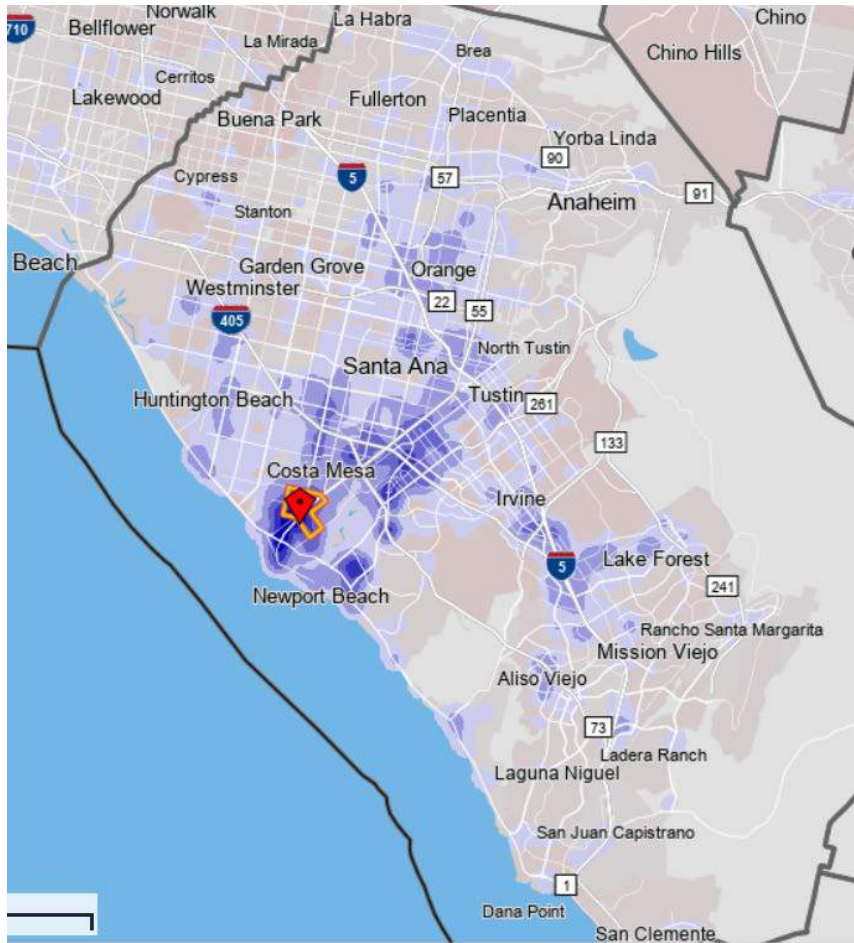 Norwalk
La Habra
Chino
710
Bellflower
La Mirada
Brea
Chino Hills
Cerritos
Lakewood
Fullerton
Placentia
Buena Park
Yorba Linda
90
5
57
91
Cypress
Anaheim
Stanton
Beach
Garden Grove
Orange
Westminster
22
55
405
North Tustin
Santa Ana
Huntington Beach
Tustin
261
133
Costa Mesa
Irvine
Lake Forest
5
241
Newport Beach
Rancho Santa Margarita
Mission Viejo
Aliso Viejo
73
Ladera Ranch
Laguna Niguel
San Juan Capistrano
1
Dana Point
San Clemente